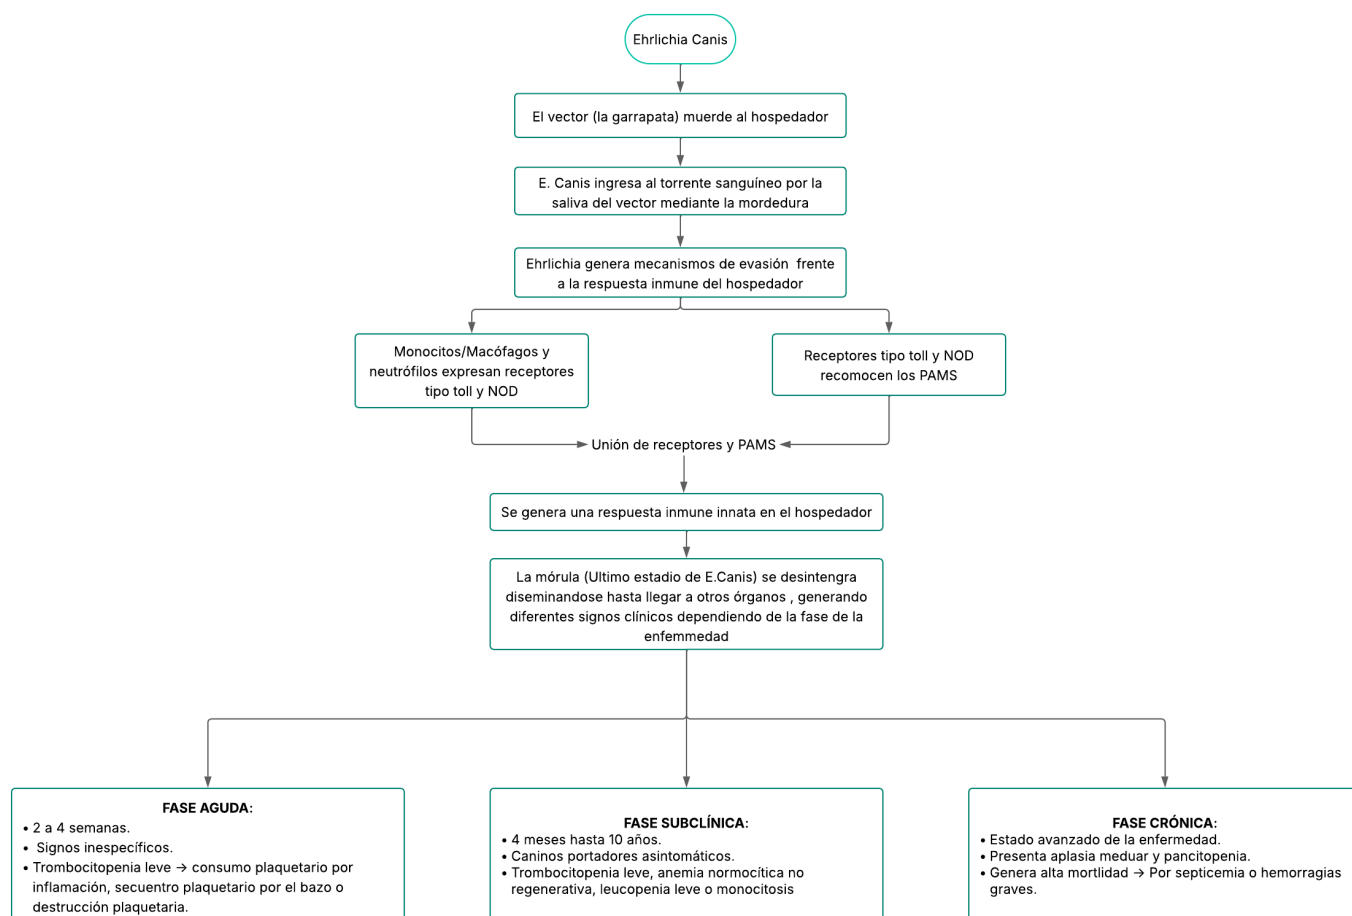 Ehrlichia Canis
El vector (la garrapata) muerde al hospedador
E. Canis ingresa al torrente sanguíneo por la
saliva del vector mediante la mordedura
Ehrlichia genera mecanismos de evasión  frente
a la respuesta inmune del hospedador
Monocitos/Macófagos y
neutrófilos expresan receptores
tipo toll y NOD
Receptores tipo toll y NOD
recomocen los PAMS
Unión de receptores y PAMS
Se genera una respuesta inmune innata en el hospedador
La mórula (Ultimo estadio de E.Canis) se desintengra
diseminandose hasta llegar a otros órganos , generando
diferentes signos clínicos dependiendo de la fase de la
enfemmedad
FASE AGUDA:
• 2 a 4 semanas.
•  Signos inespecíficos.
• Trombocitopenia leve → consumo plaquetario por
inflamación, secuentro plaquetario por el bazo o
destrucción plaquetaria.
FASE SUBCLÍNICA:
• 4 meses hasta 10 años.
• Caninos portadores asintomáticos.
• Trombocitopenia leve, anemia normocítica no
regenerativa, leucopenia leve o monocitosis
FASE CRÓNICA:
• Estado avanzado de la enfermedad.
• Presenta aplasia meduar y pancitopenia.
• Genera alta mortlidad → Por septicemia o hemorragias
graves.